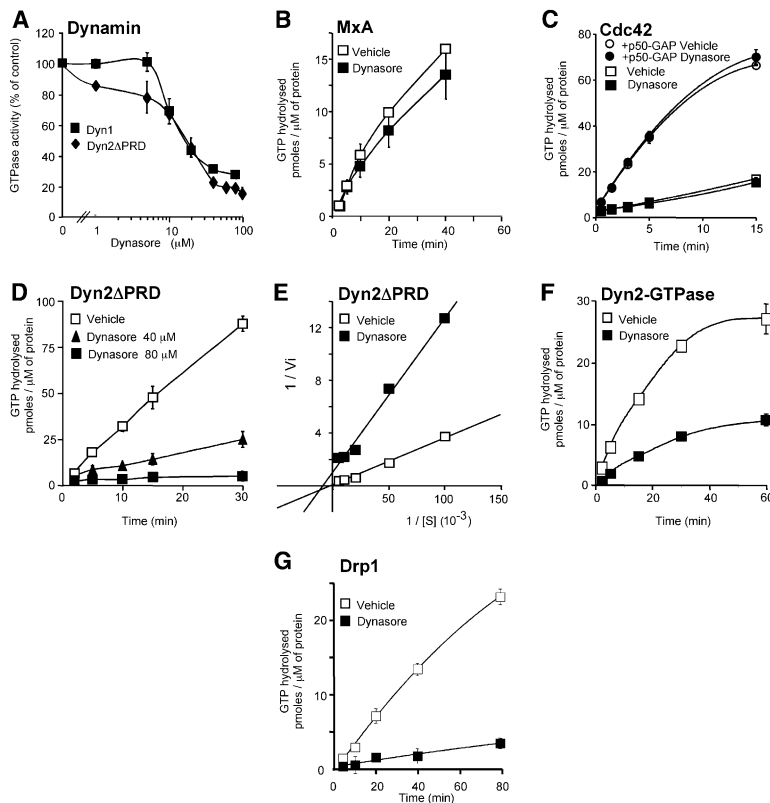 A
Dynamin
GTPase activity (% of control)
120
100
80
60
40
20
0
Dyn1
Dyn2ΔPRD
0
1
10
100
Dynasore (μM)
B
MxA
GTP hydrolysed
pmoles / μM of protein
Vehicle
Dynasore
15
10
5
0
0
20
40
60
Time (min)
C
Cdc42
+p50-GAP Vehicle
+p50-GAP Dynasore
Vehicle
Dynasore
GTP hydrolysed
pmoles / μM of protein
80
60
40
20
0
0
5
10
15
Time (min)
D
Dyn2ΔPRD
GTP hydrolysed
pmoles / μM of protein
Vehicle
Dynasore 40 μM
Dynasore 80 μM
100
75
50
25
0
0
10
20
30
Time (min)
E
Dyn2ΔPRD
Vehicle
Dynasore
1 / Vi
12
8
4
0
50
100
150
1 / [S] (10⁻³)
F
Dyn2-GTPase
Vehicle
Dynasore
GTP hydrolysed
pmoles / μM of protein
30
20
10
0
0
20
40
60
Time (min)
G
Drp1
Vehicle
Dynasore
GTP hydrolysed
pmoles / μM of protein
20
10
0
0
20
40
60
80
Time (min)